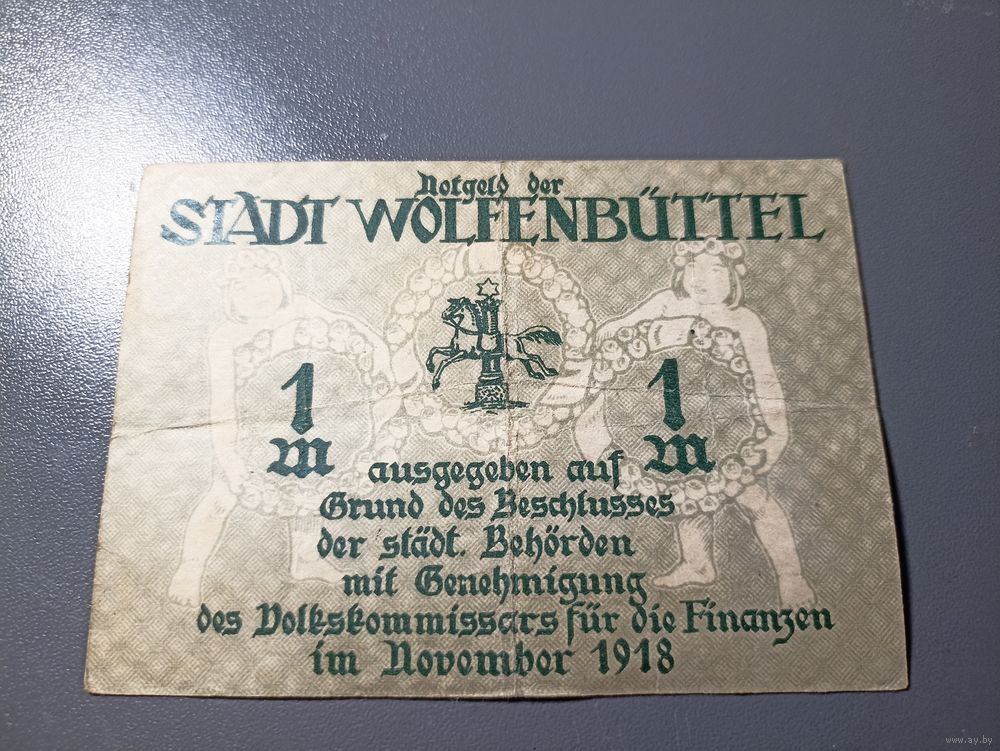 Notgeld der
STADT WOLFENBÜTTEL
1 1
M M
ausgegeben auf
Grund des Beschlusses
der städt. Behörden
mit Genehmigung
des Volkskommissars für die Finanzen
im November 1918
www.ay.by